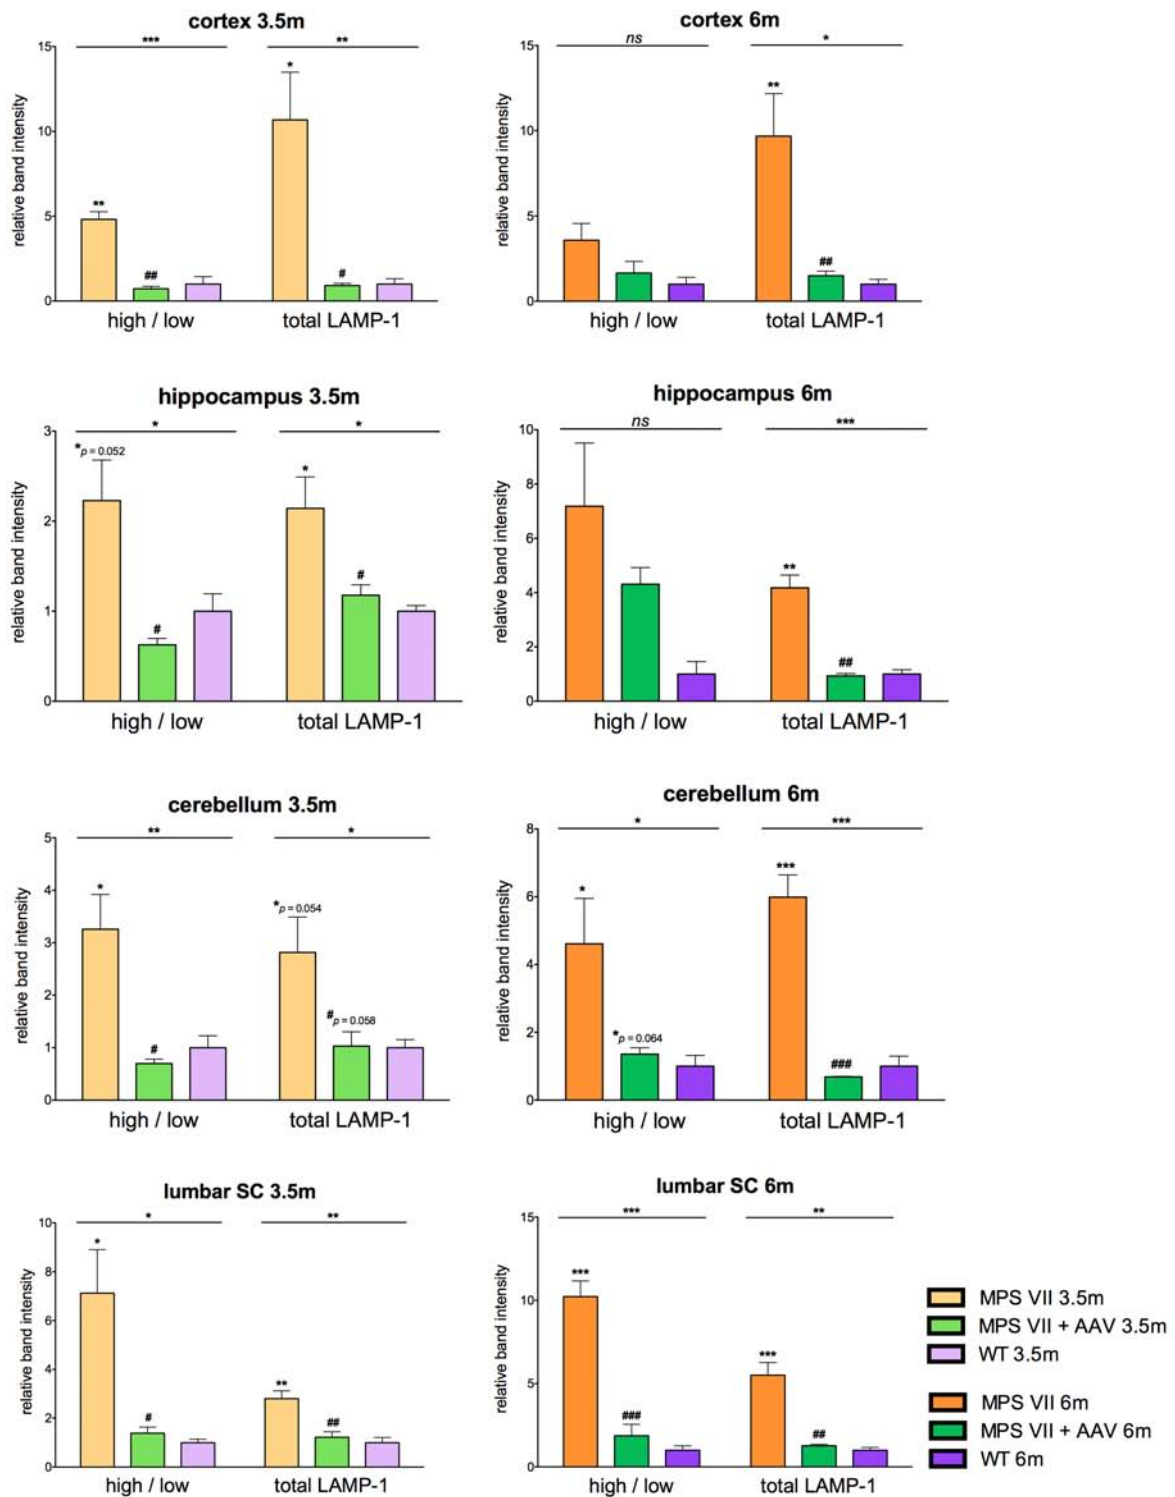 cortex 3.5m
***
**
15
10
5
0
relative band intensity
**
##
*
#
high / low
total LAMP-1
cortex 6m
ns
*
15
10
5
0
relative band intensity
**
##
high / low
total LAMP-1
hippocampus 3.5m
*
*
3
2
1
0
relative band intensity
*p = 0.052
#
*
#
high / low
total LAMP-1
hippocampus 6m
ns
***
10
8
6
4
2
0
relative band intensity
**
##
high / low
total LAMP-1
cerebellum 3.5m
**
*
5
4
3
2
1
0
relative band intensity
*
#
*p = 0.054
#p = 0.058
high / low
total LAMP-1
cerebellum 6m
*
***
8
6
4
2
0
relative band intensity
*
*p = 0.064
***
###
high / low
total LAMP-1
lumbar SC 3.5m
*
**
10
8
6
4
2
0
relative band intensity
*
#
**
##
high / low
total LAMP-1
lumbar SC 6m
***
**
15
10
5
0
relative band intensity
***
###
***
##
high / low
total LAMP-1
MPS VII 3.5m
MPS VII + AAV 3.5m
WT 3.5m
MPS VII 6m
MPS VII + AAV 6m
WT 6m